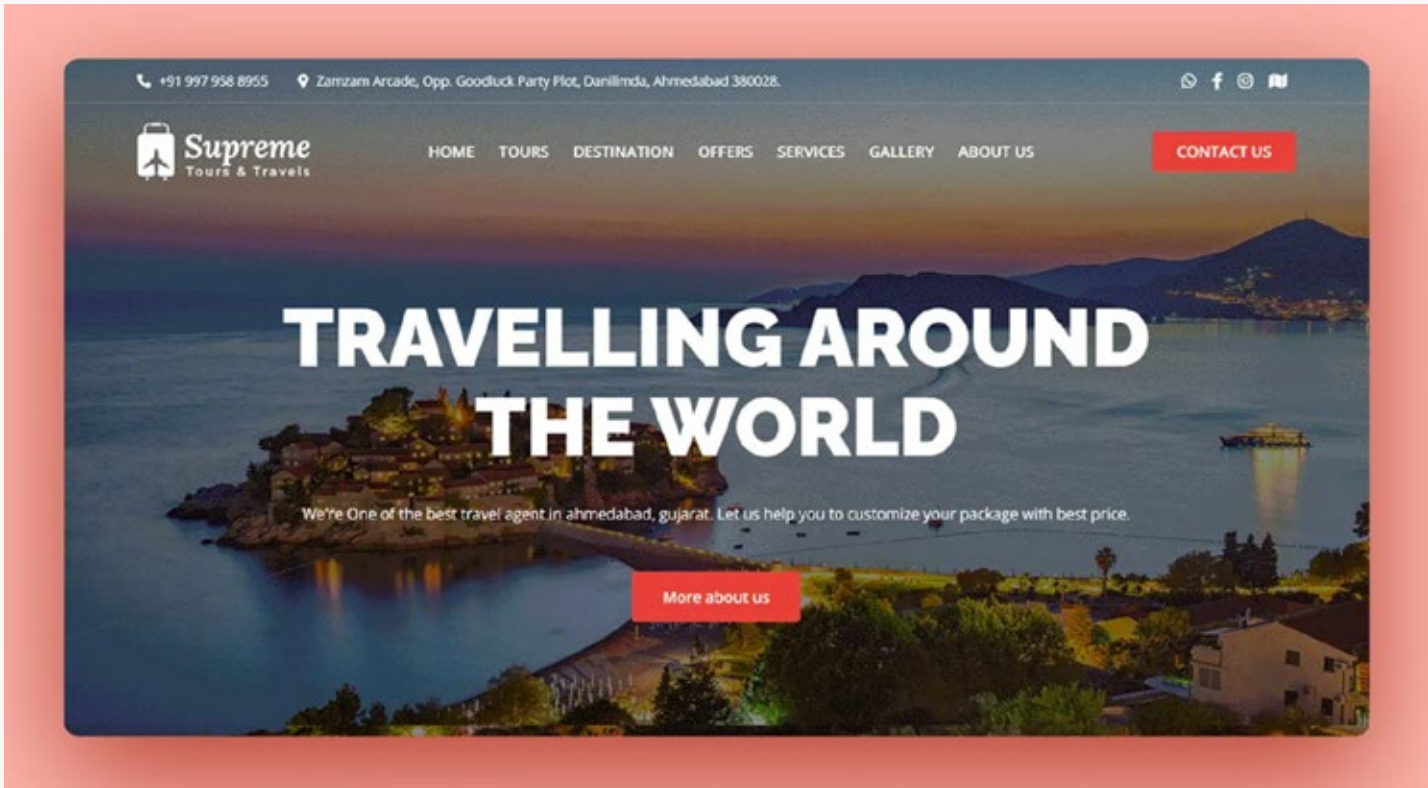 +91 997 958 8955 Zamzam Arcade, Opp. Goodluck Party Plot, Danilimda, Ahmedabad 380028.
Supreme
Tours & Travels
HOME TOURS DESTINATION OFFERS SERVICES GALLERY ABOUT US
CONTACT US
TRAVELLING AROUND
THE WORLD
We're One of the best travel agent in ahmedabad, gujarat. Let us help you to customize your package with best price.
More about us